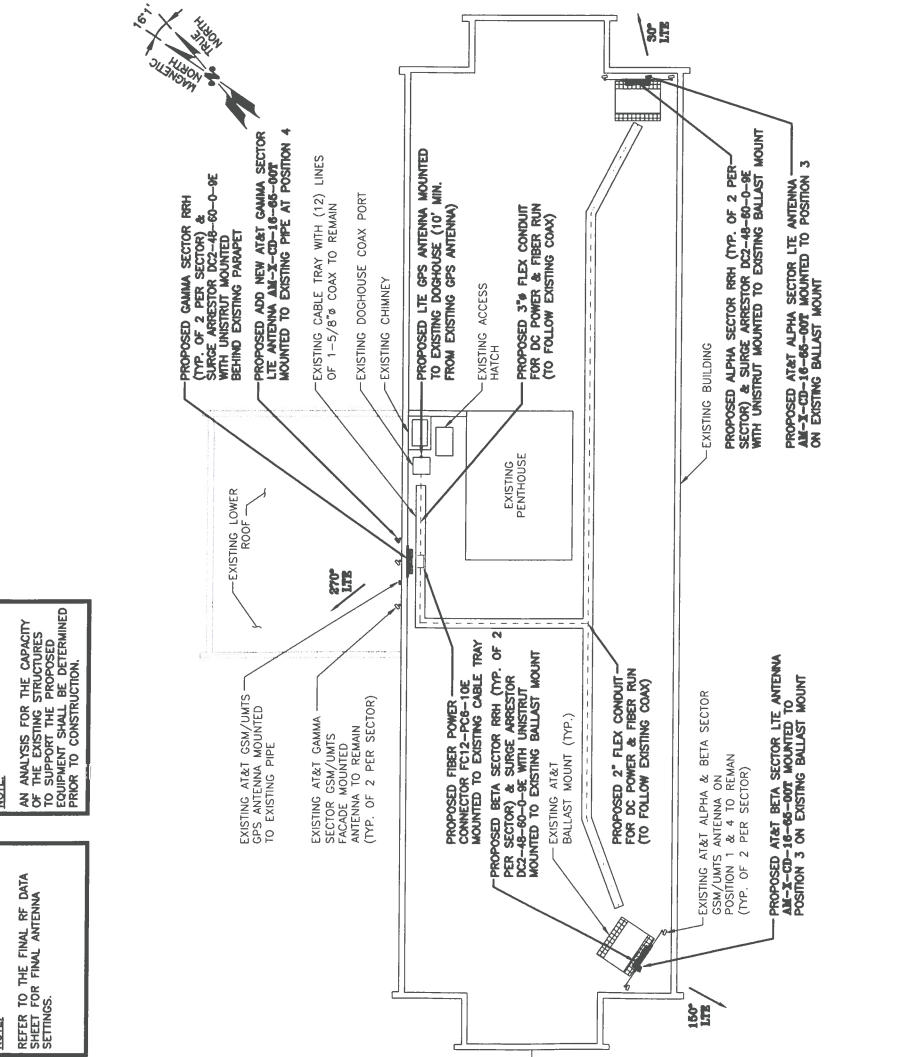 NOTE:
REFER TO THE FINAL RF DATA
SHEET FOR FINAL ANTENNA
SETTINGS.
NOTE:
AN ANALYSIS FOR THE CAPACITY
OF THE EXISTING STRUCTURES
TO SUPPORT THE PROPOSED
EQUIPMENT SHALL BE DETERMINED
PRIOR TO CONSTRUCTION.
16°1'
TRUE
NORTH
MAGNETIC
NORTH
EXISTING LOWER
ROOF
270°
LTE
EXISTING AT&T GSM/UMTS
GPS ANTENNA MOUNTED
TO EXISTING PIPE
EXISTING AT&T GAMMA
SECTOR GSM/UMTS
FACADE MOUNTED
ANTENNA TO REMAIN
(TYP. OF 2 PER SECTOR)
PROPOSED GAMMA SECTOR RRH
(TYP. OF 2 PER SECTOR) &
SURGE ARRESTOR DC2-48-60-0-9E
WITH UNISTRUT MOUNTED
BEHIND EXISTING PARAPET
PROPOSED ADD NEW AT&T GAMMA SECTOR
LTE ANTENNA AM-X-CD-16-65-00T
MOUNTED TO EXISTING PIPE AT POSITION 4
EXISTING CABLE TRAY WITH (12) LINES
OF 1-5/8"ø COAX TO REMAIN
EXISTING DOGHOUSE COAX PORT
EXISTING CHIMNEY
PROPOSED LTE GPS ANTENNA MOUNTED
TO EXISTING DOGHOUSE (10' MIN.
FROM EXISTING GPS ANTENNA)
EXISTING ACCESS
HATCH
PROPOSED 3"ø FLEX CONDUIT
FOR DC POWER & FIBER RUN
(TO FOLLOW EXISTING COAX)
EXISTING
PENTHOUSE
PROPOSED FIBER POWER
CONNECTOR FC12-PC6-10E
MOUNTED TO EXISTING CABLE TRAY
PROPOSED BETA SECTOR RRH (TYP. OF 2
PER SECTOR) & SURGE ARRESTOR
DC2-48-60-0-9E WITH UNISTRUT
MOUNTED TO EXISTING BALLAST MOUNT
EXISTING AT&T
BALLAST MOUNT (TYP.)
PROPOSED 2" FLEX CONDUIT
FOR DC POWER & FIBER RUN
(TO FOLLOW EXISTING COAX)
30°
LTE
150°
LTE
EXISTING BUILDING
EXISTING AT&T ALPHA & BETA SECTOR
GSM/UMTS ANTENNA ON
POSITION 1 & 4 TO REMAN
(TYP. OF 2 PER SECTOR)
PROPOSED AT&T BETA SECTOR LTE ANTENNA
AM-X-CD-16-65-00T MOUNTED TO
POSITION 3 ON EXISTING BALLAST MOUNT
PROPOSED ALPHA SECTOR RRH (TYP. OF 2 PER
SECTOR) & SURGE ARRESTOR DC2-48-60-0-9E
WITH UNISTRUT MOUNTED TO EXISTING BALLAST MOUNT
PROPOSED AT&T ALPHA SECTOR LTE ANTENNA
AM-X-CD-16-65-00T MOUNTED TO POSITION 3
ON EXISTING BALLAST MOUNT